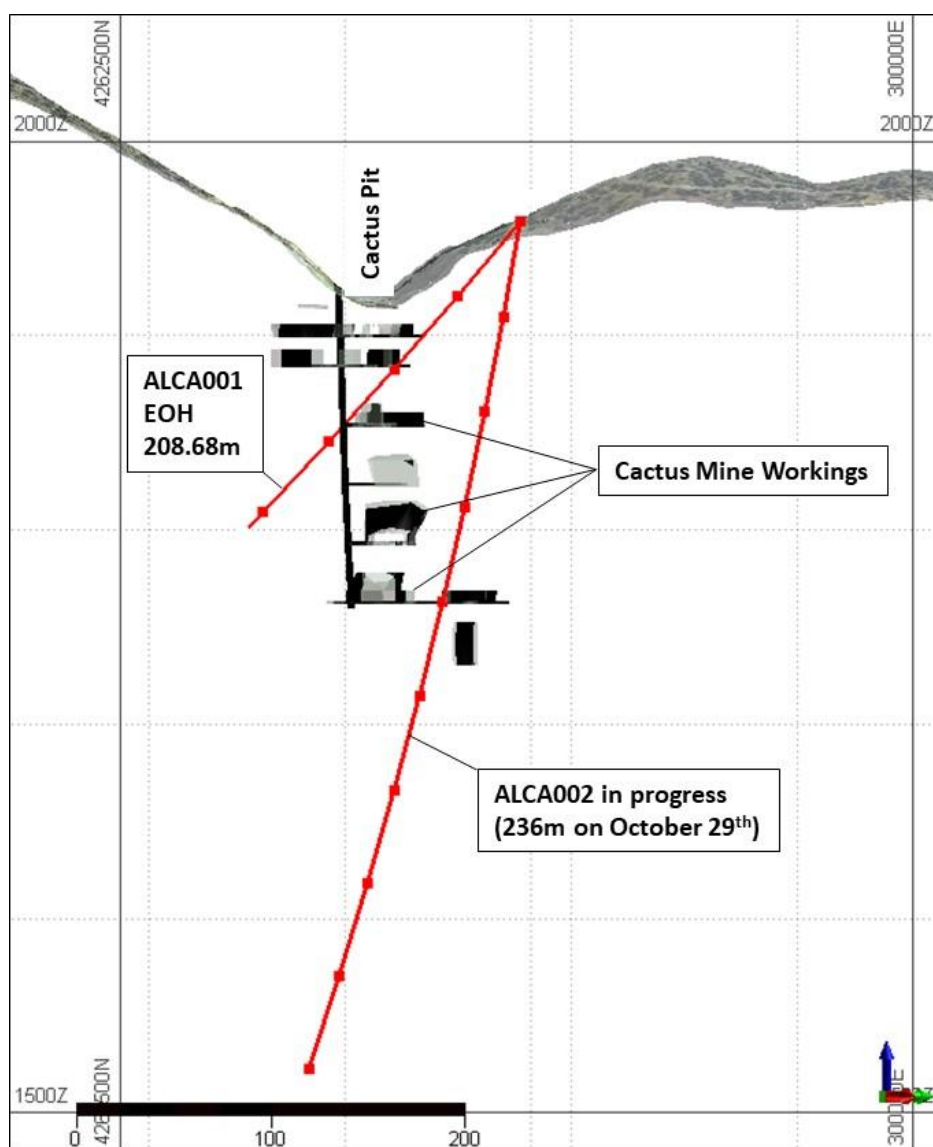 4262500N
300000E
2000Z
2000Z
Cactus Pit
ALCA001
EOH
208.68m
Cactus Mine Workings
ALCA002 in progress
(236m on October 29th)
1500Z
0
100
200